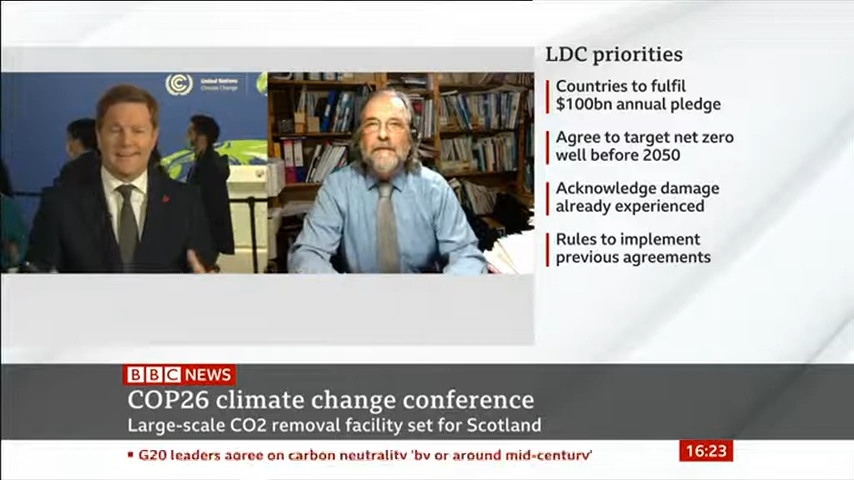 United Nations
Climate Change
LDC priorities
Countries to fulfil
$100bn annual pledge
Agree to target net zero
well before 2050
Acknowledge damage
already experienced
Rules to implement
previous agreements
BBC NEWS
COP26 climate change conference
Large-scale CO2 removal facility set for Scotland
G20 leaders agree on carbon neutrality 'by or around mid-century'
16:23